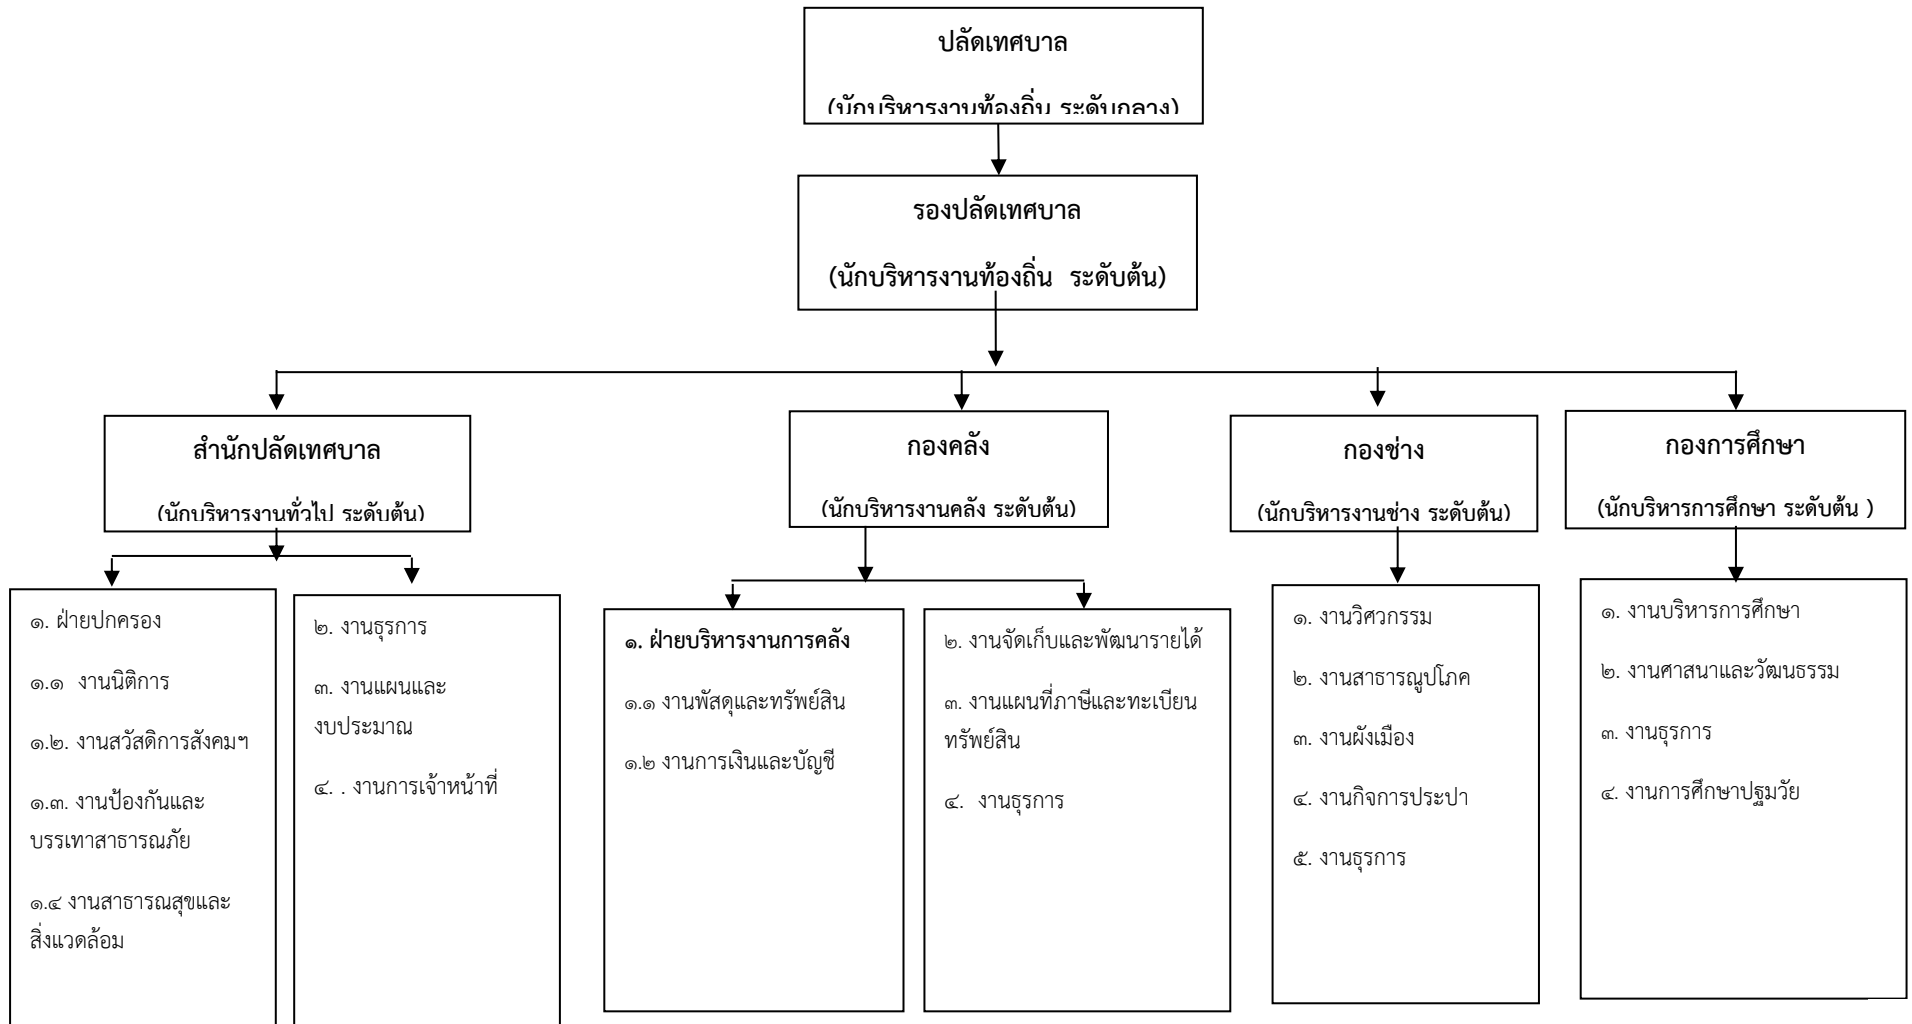 ปลัดเทศบาล
(นักบริหารงานท้องถิ่น ระดับกลาง)
รองปลัดเทศบาล
(นักบริหารงานท้องถิ่น ระดับต้น)
สำนักปลัดเทศบาล
(นักบริหารงานทั่วไป ระดับต้น)
กองคลัง
(นักบริหารงานคลัง ระดับต้น)
กองช่าง
(นักบริหารงานช่าง ระดับต้น)
กองการศึกษา
(นักบริหารการศึกษา ระดับต้น )
๑. ฝ่ายปกครอง
๑.๑ งานนิติการ
๑.๒. งานสวัสดิการสังคมฯ
๑.๓. งานป้องกันและ
บรรเทาสาธารณภัย
๑.๔ งานสาธารณสุขและ
สิ่งแวดล้อม
๒. งานธุรการ
๓. งานแผนและ
งบประมาณ
๔. . งานการเจ้าหน้าที่
๑. ฝ่ายบริหารงานการคลัง
๑.๑ งานพัสดุและทรัพย์สิน
๑.๒ งานการเงินและบัญชี
๒. งานจัดเก็บและพัฒนารายได้
๓. งานแผนที่ภาษีและทะเบียน
ทรัพย์สิน
๔. งานธุรการ
๑. งานวิศวกรรม
๒. งานสาธารณูปโภค
๓. งานผังเมือง
๔. งานกิจการประปา
๕. งานธุรการ
๑. งานบริหารการศึกษา
๒. งานศาสนาและวัฒนธรรม
๓. งานธุรการ
๔. งานการศึกษาปฐมวัย